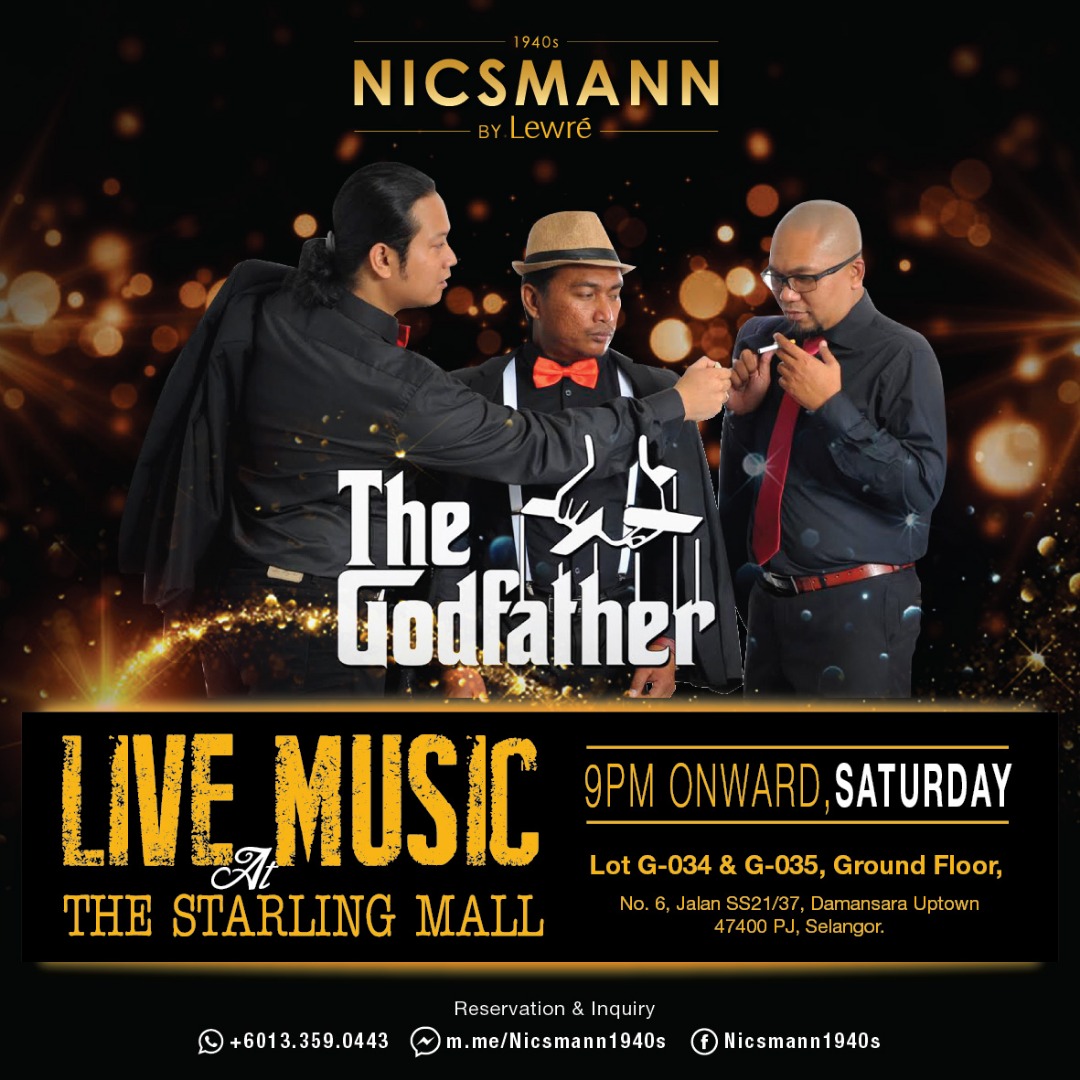 1940s
NICSMANN
BY Lewré
The
Godfather
LIVE MUSIC
At
THE STARLING MALL
9PM ONWARD, SATURDAY
Lot G-034 & G-035, Ground Floor,
No. 6, Jalan SS21/37, Damansara Uptown
47400 PJ, Selangor.
Reservation & Inquiry
+6013.359.0443 m.me/Nicsmann1940s Nicsmann1940s